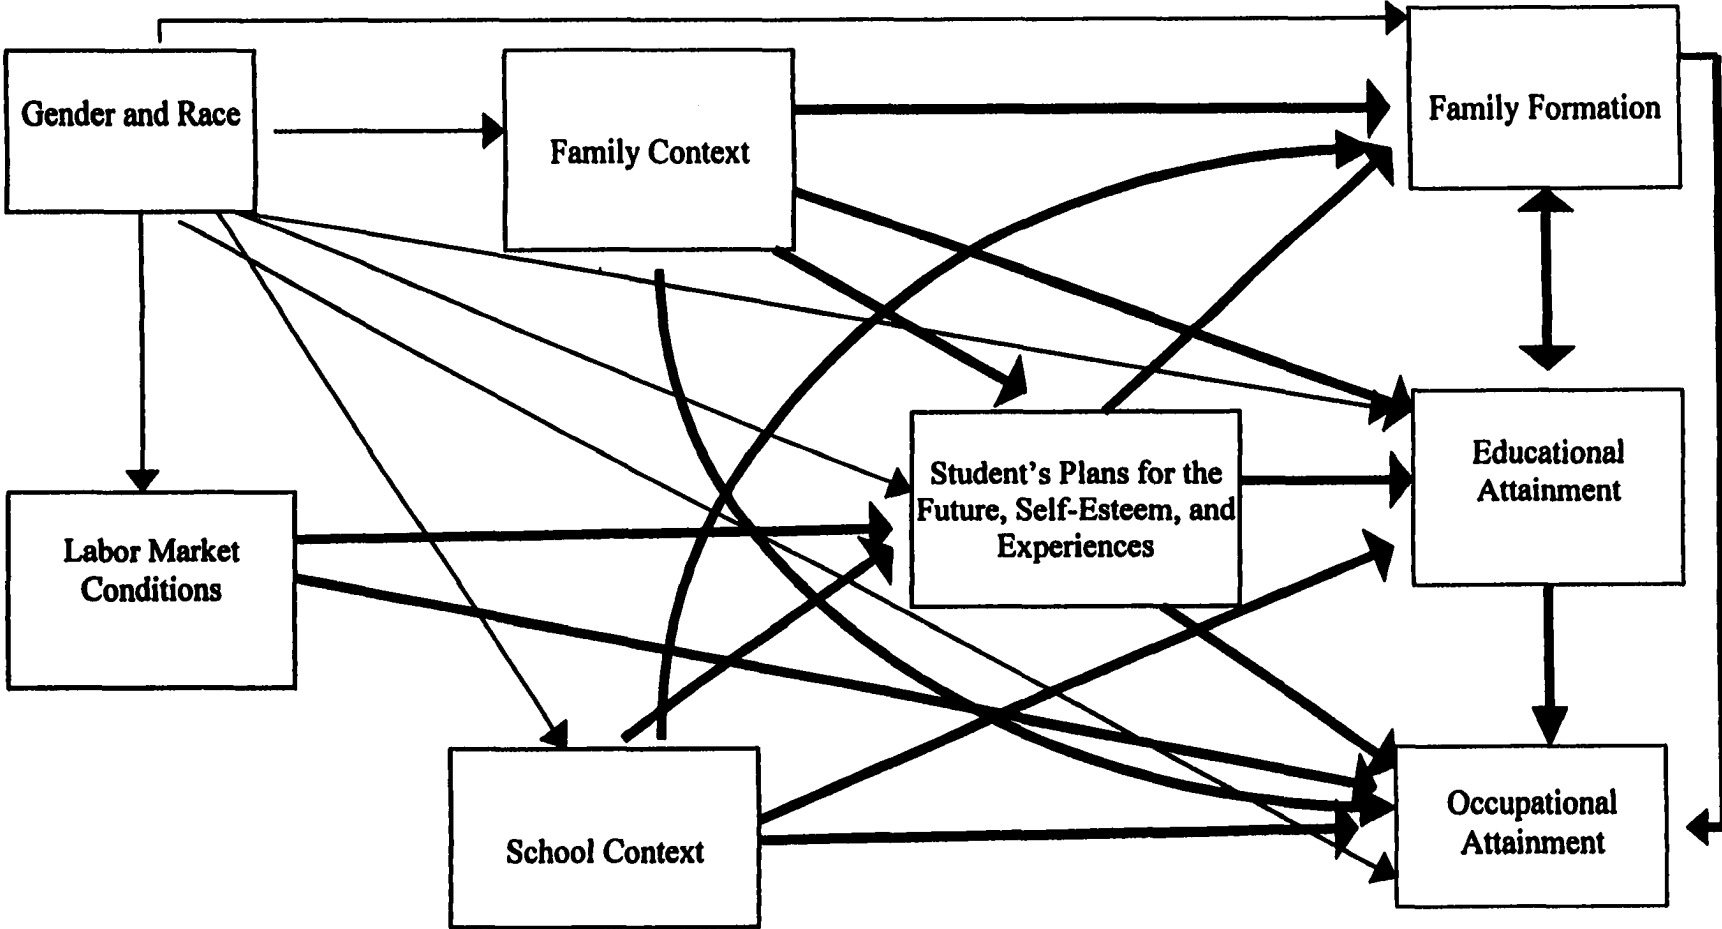 Gender and Race
Family Context
Family Formation
Student's Plans for the
Future, Self-Esteem, and
Experiences
Educational
Attainment
Labor Market
Conditions
School Context
Occupational
Attainment